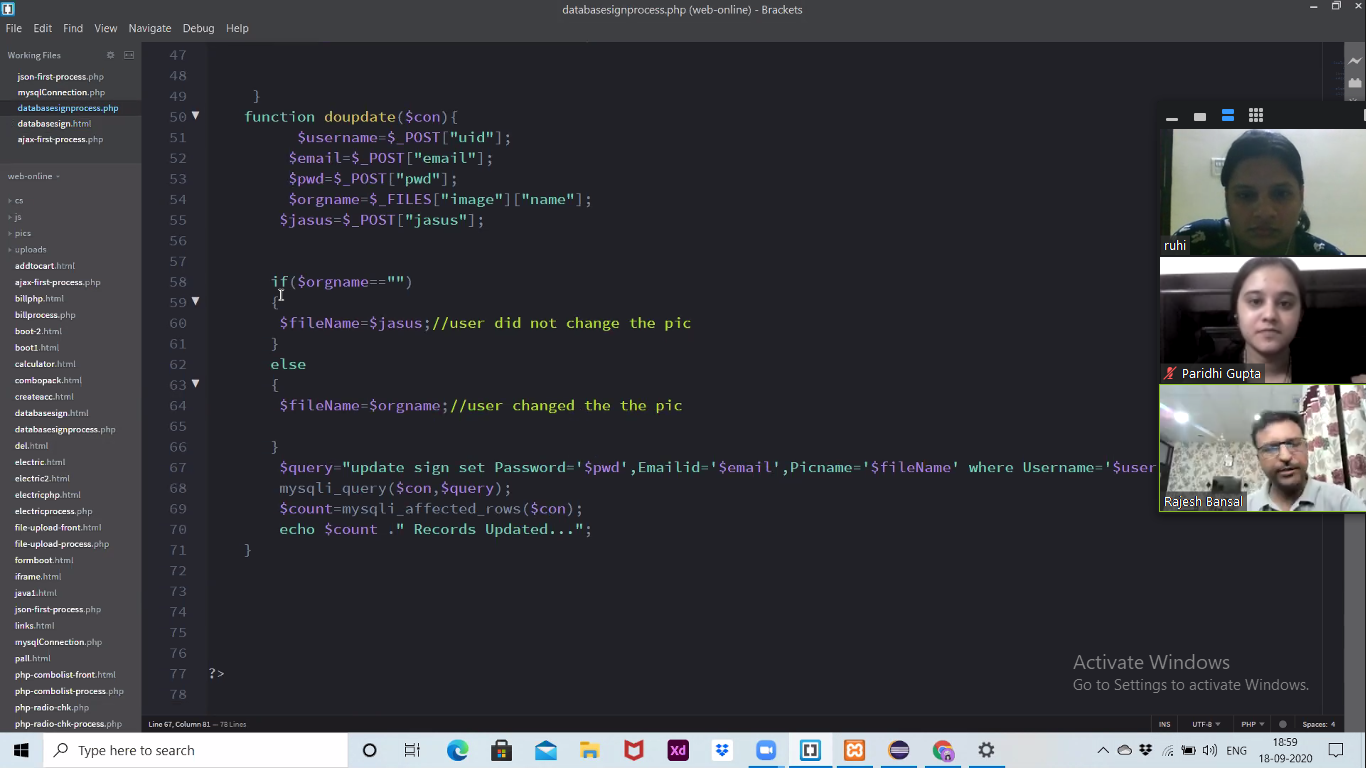 databasesignprocess.php (web-online) - Brackets
File Edit Find View Navigate Debug Help
Working Files
json-first-process.php
mysqlConnection.php
databasesignprocess.php
databasesign.html
ajax-first-process.php
web-online
cs
js
pics
uploads
addtocart.html
ajax-first-process.php
billphp.html
billprocess.php
boot-2.html
boot1.html
calculator.html
combopack.html
createacc.html
databasesign.html
databasesignprocess.php
del.html
electric.html
electric2.html
electricphp.html
electricprocess.php
file-upload-front.html
file-upload-process.php
formboot.html
iframe.html
java1.html
json-first-process.php
links.html
mysqlConnection.php
pall.html
php-combolist-front.html
php-combolist-process.php
php-radio-chk.php
php-radio-chk-process.php
47
48
49 }
50 function doupdate($con){
51 $username=$_POST["uid"];
52 $email=$_POST["email"];
53 $pwd=$_POST["pwd"];
54 $orgname=$_FILES["image"]["name"];
55 $jasus=$_POST["jasus"];
56
57
58 if($orgname=="")
59 {
60 $fileName=$jasus;//user did not change the pic
61 }
62 else
63 {
64 $fileName=$orgname;//user changed the the pic
65
66 }
67 $query="update sign set Password='$pwd',Emailid='$email',Picname='$fileName' where Username='$user
68 mysqli_query($con,$query);
69 $count=mysqli_affected_rows($con);
70 echo $count ." Records Updated...";
71 }
72
73
74
75
76
77 ?>
78
ruhi
Paridhi Gupta
Rajesh Bansal
Activate Windows
Go to Settings to activate Windows.
Line 67, Column 81 — 78 Lines
INS UTF-8 PHP Spaces: 4
Type here to search
Xd
ENG
18:59
18-09-2020